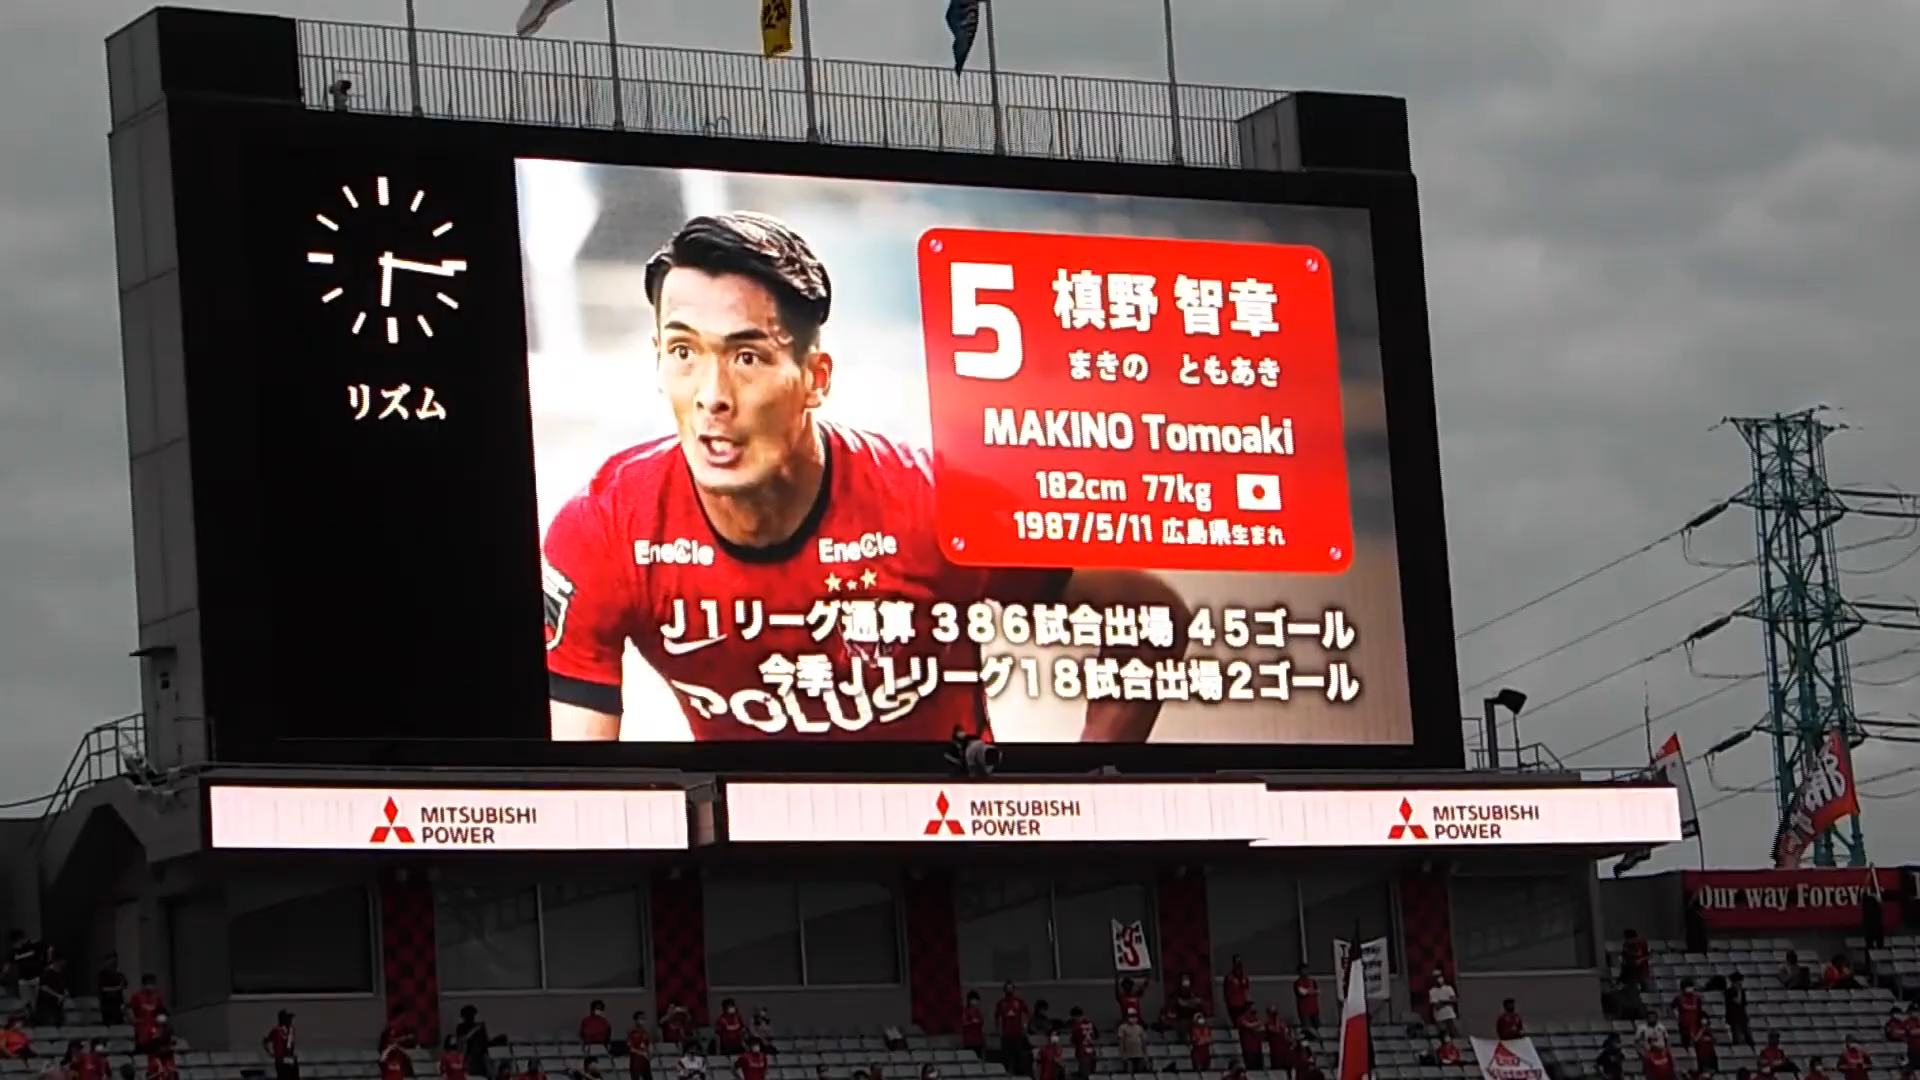 リズム
5
槙野 智章
まきの ともあき
MAKINO Tomoaki
182cm 77kg
1987/5/11 広島県生まれ
EneCle EneCle
J1リーグ通算 386試合出場 45ゴール
今季J1リーグ18試合出場2ゴール
POLUS
MITSUBISHI POWER
MITSUBISHI POWER
MITSUBISHI POWER
Our way Forever